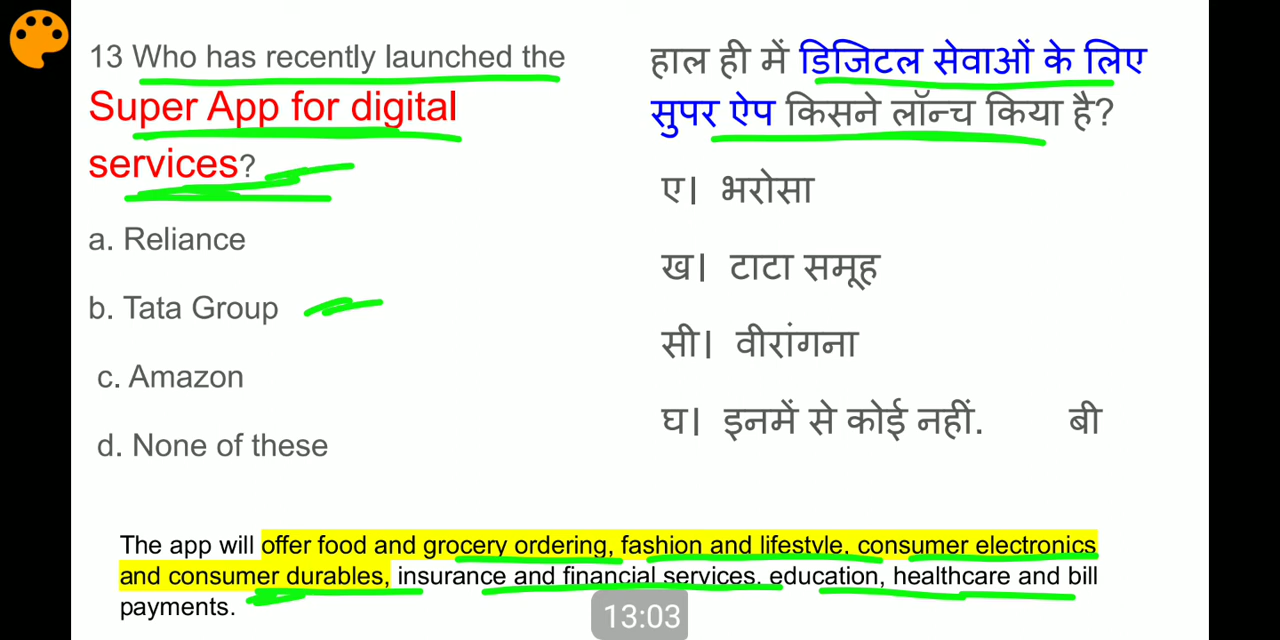 13 Who has recently launched the
Super App for digital
services?
a. Reliance
b. Tata Group
c. Amazon
d. None of these
हाल ही में डिजिटल सेवाओं के लिए
सुपर ऐप किसने लॉन्च किया है?
ए। भरोसा
ख। टाटा समूह
सी। वीरांगना
घ। इनमें से कोई नहीं. बी
The app will offer food and grocery ordering, fashion and lifestyle, consumer electronics
and consumer durables, insurance and financial services, education, healthcare and bill
payments.
13:03